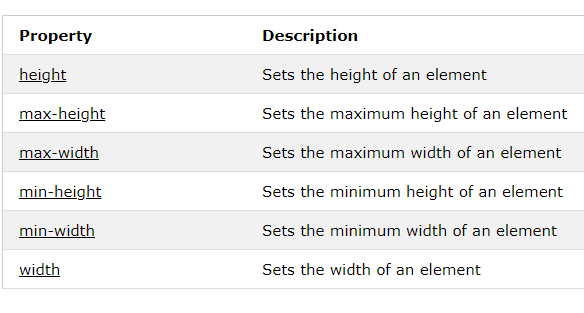 Property Description
height Sets the height of an element
max-height Sets the maximum height of an element
max-width Sets the maximum width of an element
min-height Sets the minimum height of an element
min-width Sets the minimum width of an element
width Sets the width of an element